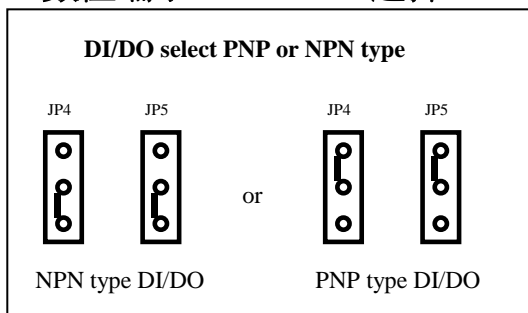 DI/DO select PNP or NPN type
JP4 JP5 JP4 JP5
or
NPN type DI/DO PNP type DI/DO